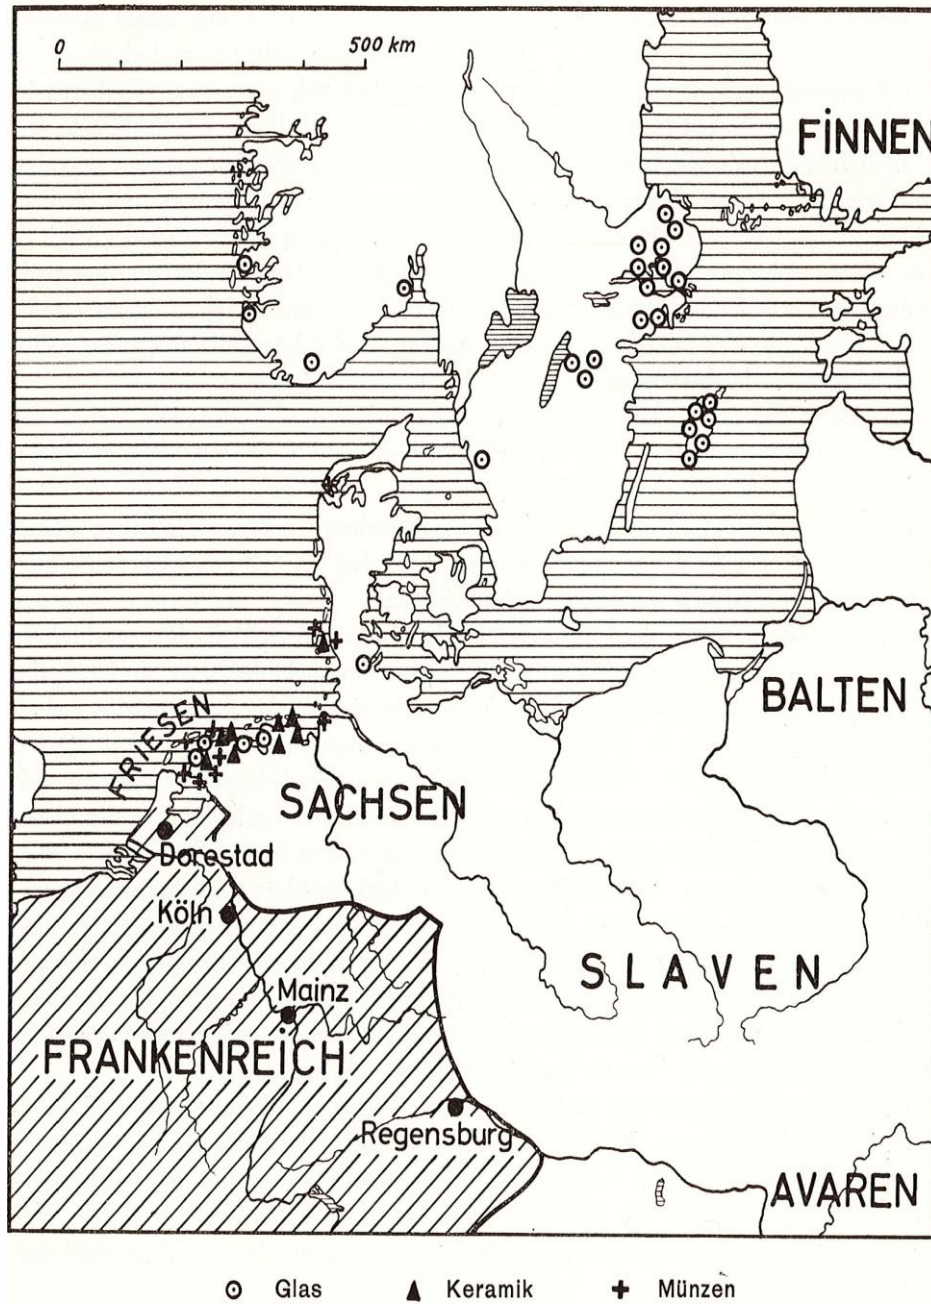 0 500 km
FiNNEN
BALTEN
FRIESEN
SACHSEN
Dorestad
Köln
SLAVEN
Mainz
FRANKENREiCH
Regensburg
AVAREN
Glas Keramik Münzen